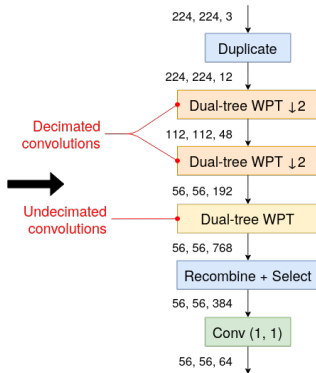 224, 224, 3
Duplicate
224, 224, 12
Dual-tree WPT ↓2
Decimated
convolutions
112, 112, 48
Dual-tree WPT ↓2
56, 56, 192
Undecimated
convolutions
Dual-tree WPT
56, 56, 768
Recombine + Select
56, 56, 384
Conv (1, 1)
56, 56, 64